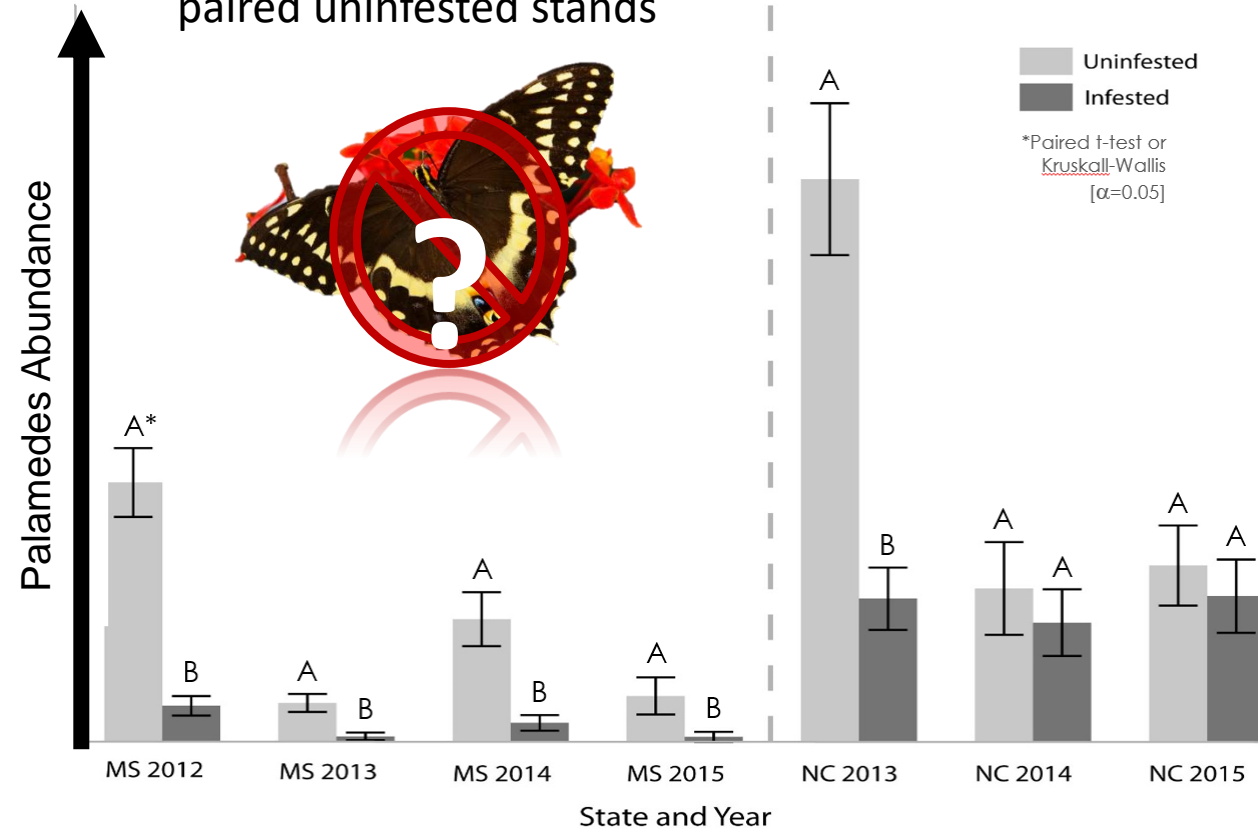 paired uninfested stands
Palamedes Abundance
Uninfested
Infested
*Paired t-test or
Kruskall-Wallis
[α=0.05]
?
A*
B
A
B
A
B
A
B
A
B
A
A
A
A
MS 2012
MS 2013
MS 2014
MS 2015
NC 2013
NC 2014
NC 2015
State and Year